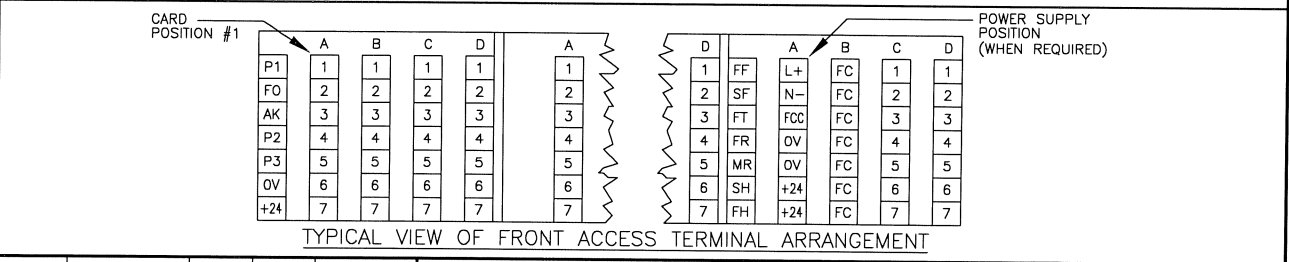 CARD
POSITION #1
POWER SUPPLY
POSITION
(WHEN REQUIRED)
A B C D A D A B C D
P1 1 1 1 1 1 1 FF L+ FC 1 1
FO 2 2 2 2 2 2 SF N− FC 2 2
AK 3 3 3 3 3 3 FT FCC FC 3 3
P2 4 4 4 4 4 4 FR OV FC 4 4
P3 5 5 5 5 5 5 MR OV FC 5 5
OV 6 6 6 6 6 6 SH +24 FC 6 6
+24 7 7 7 7 7 7 FH +24 FC 7 7
TYPICAL VIEW OF FRONT ACCESS TERMINAL ARRANGEMENT